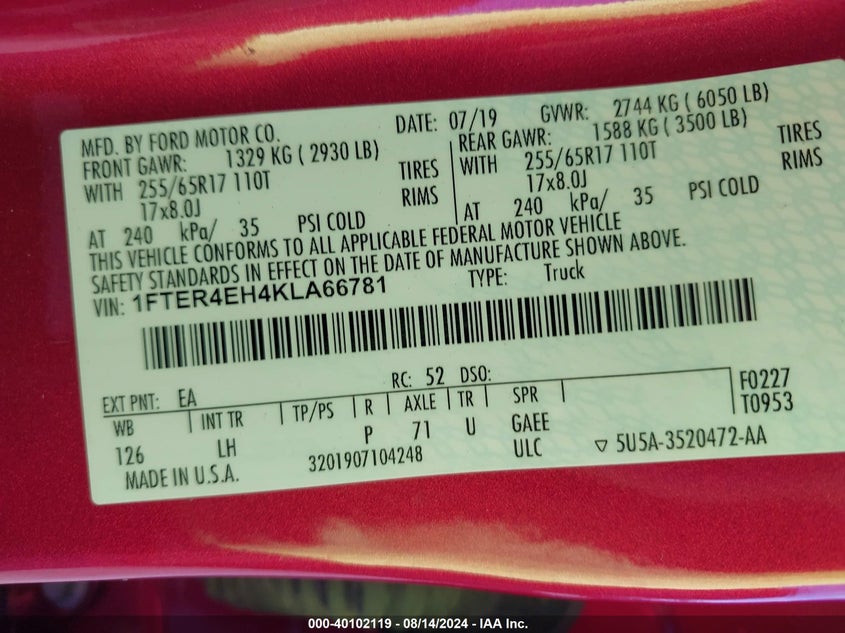 MFD. BY FORD MOTOR CO. DATE: 07/19 GVWR: 2744 KG ( 6050 LB)
FRONT GAWR: 1329 KG ( 2930 LB) REAR GAWR: 1588 KG ( 3500 LB)
WITH 255/65R17 110T TIRES WITH 255/65R17 110T TIRES
17x8.0J RIMS 17x8.0J RIMS
AT 240 kPa/ 35 PSI COLD AT 240 kPa/ 35 PSI COLD
THIS VEHICLE CONFORMS TO ALL APPLICABLE FEDERAL MOTOR VEHICLE
SAFETY STANDARDS IN EFFECT ON THE DATE OF MANUFACTURE SHOWN ABOVE.
VIN: 1FTER4EH4KLA66781 TYPE: Truck
EXT PNT: EA RC: 52 DSO: F0227
WB INT TR TP/PS R AXLE TR SPR T0953
126 LH P 71 U GAEE
MADE IN U.S.A. 3201907104248 ULC ▽ 5U5A-3520472-AA
000-40102119 - 08/14/2024 - IAA Inc.